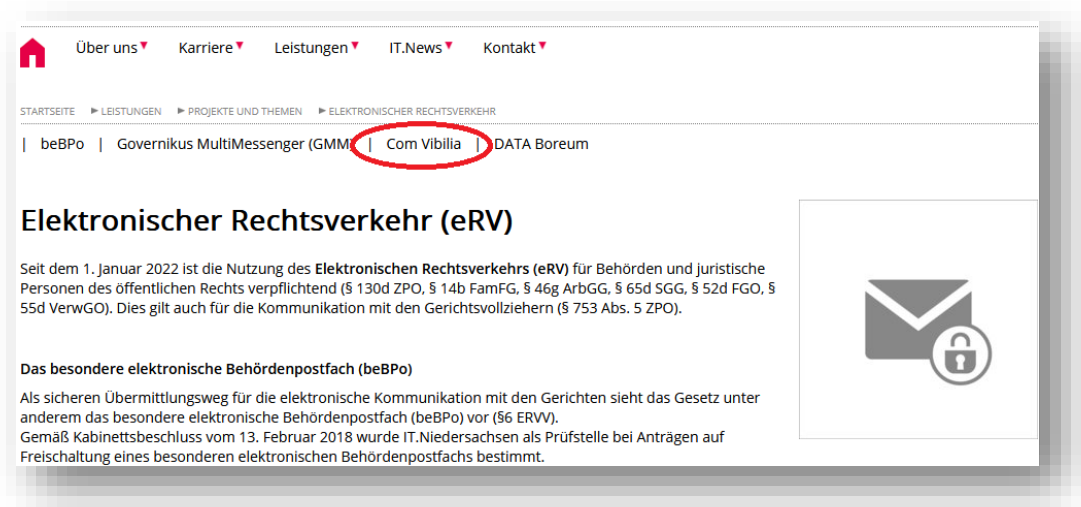 Über uns▼ Karriere▼ Leistungen▼ IT.News▼ Kontakt▼
STARTSEITE ►LEISTUNGEN ►PROJEKTE UND THEMEN ►ELEKTRONISCHER RECHTSVERKEHR
| beBPo | Governikus MultiMessenger (GMM) | Com Vibilia | DATA Boreum
Elektronischer Rechtsverkehr (eRV)
Seit dem 1. Januar 2022 ist die Nutzung des Elektronischen Rechtsverkehrs (eRV) für Behörden und juristische
Personen des öffentlichen Rechts verpflichtend (§ 130d ZPO, § 14b FamFG, § 46g ArbGG, § 65d SGG, § 52d FGO, §
55d VerwGO). Dies gilt auch für die Kommunikation mit den Gerichtsvollziehern (§ 753 Abs. 5 ZPO).
Das besondere elektronische Behördenpostfach (beBPo)
Als sicheren Übermittlungsweg für die elektronische Kommunikation mit den Gerichten sieht das Gesetz unter
anderem das besondere elektronische Behördenpostfach (beBPo) vor (§6 ERVV).
Gemäß Kabinettsbeschluss vom 13. Februar 2018 wurde IT.Niedersachsen als Prüfstelle bei Anträgen auf
Freischaltung eines besonderen elektronischen Behördenpostfachs bestimmt.